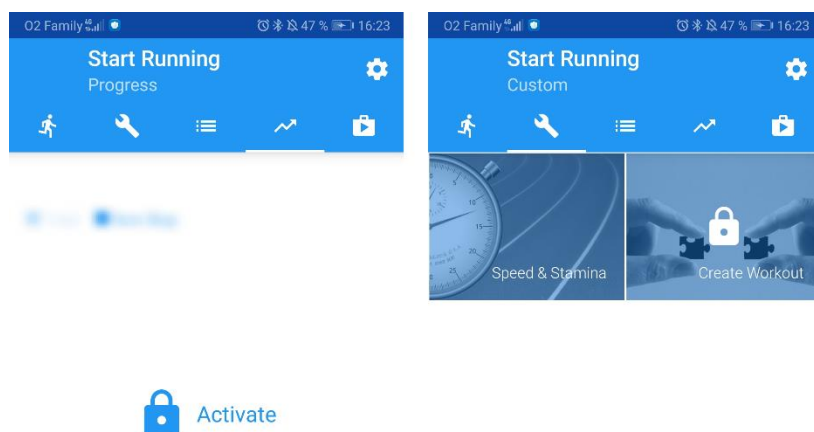 O2 Family 47 % 16:23
Start Running
Progress
Activate
O2 Family 47 % 16:23
Start Running
Custom
Speed & Stamina
Create Workout